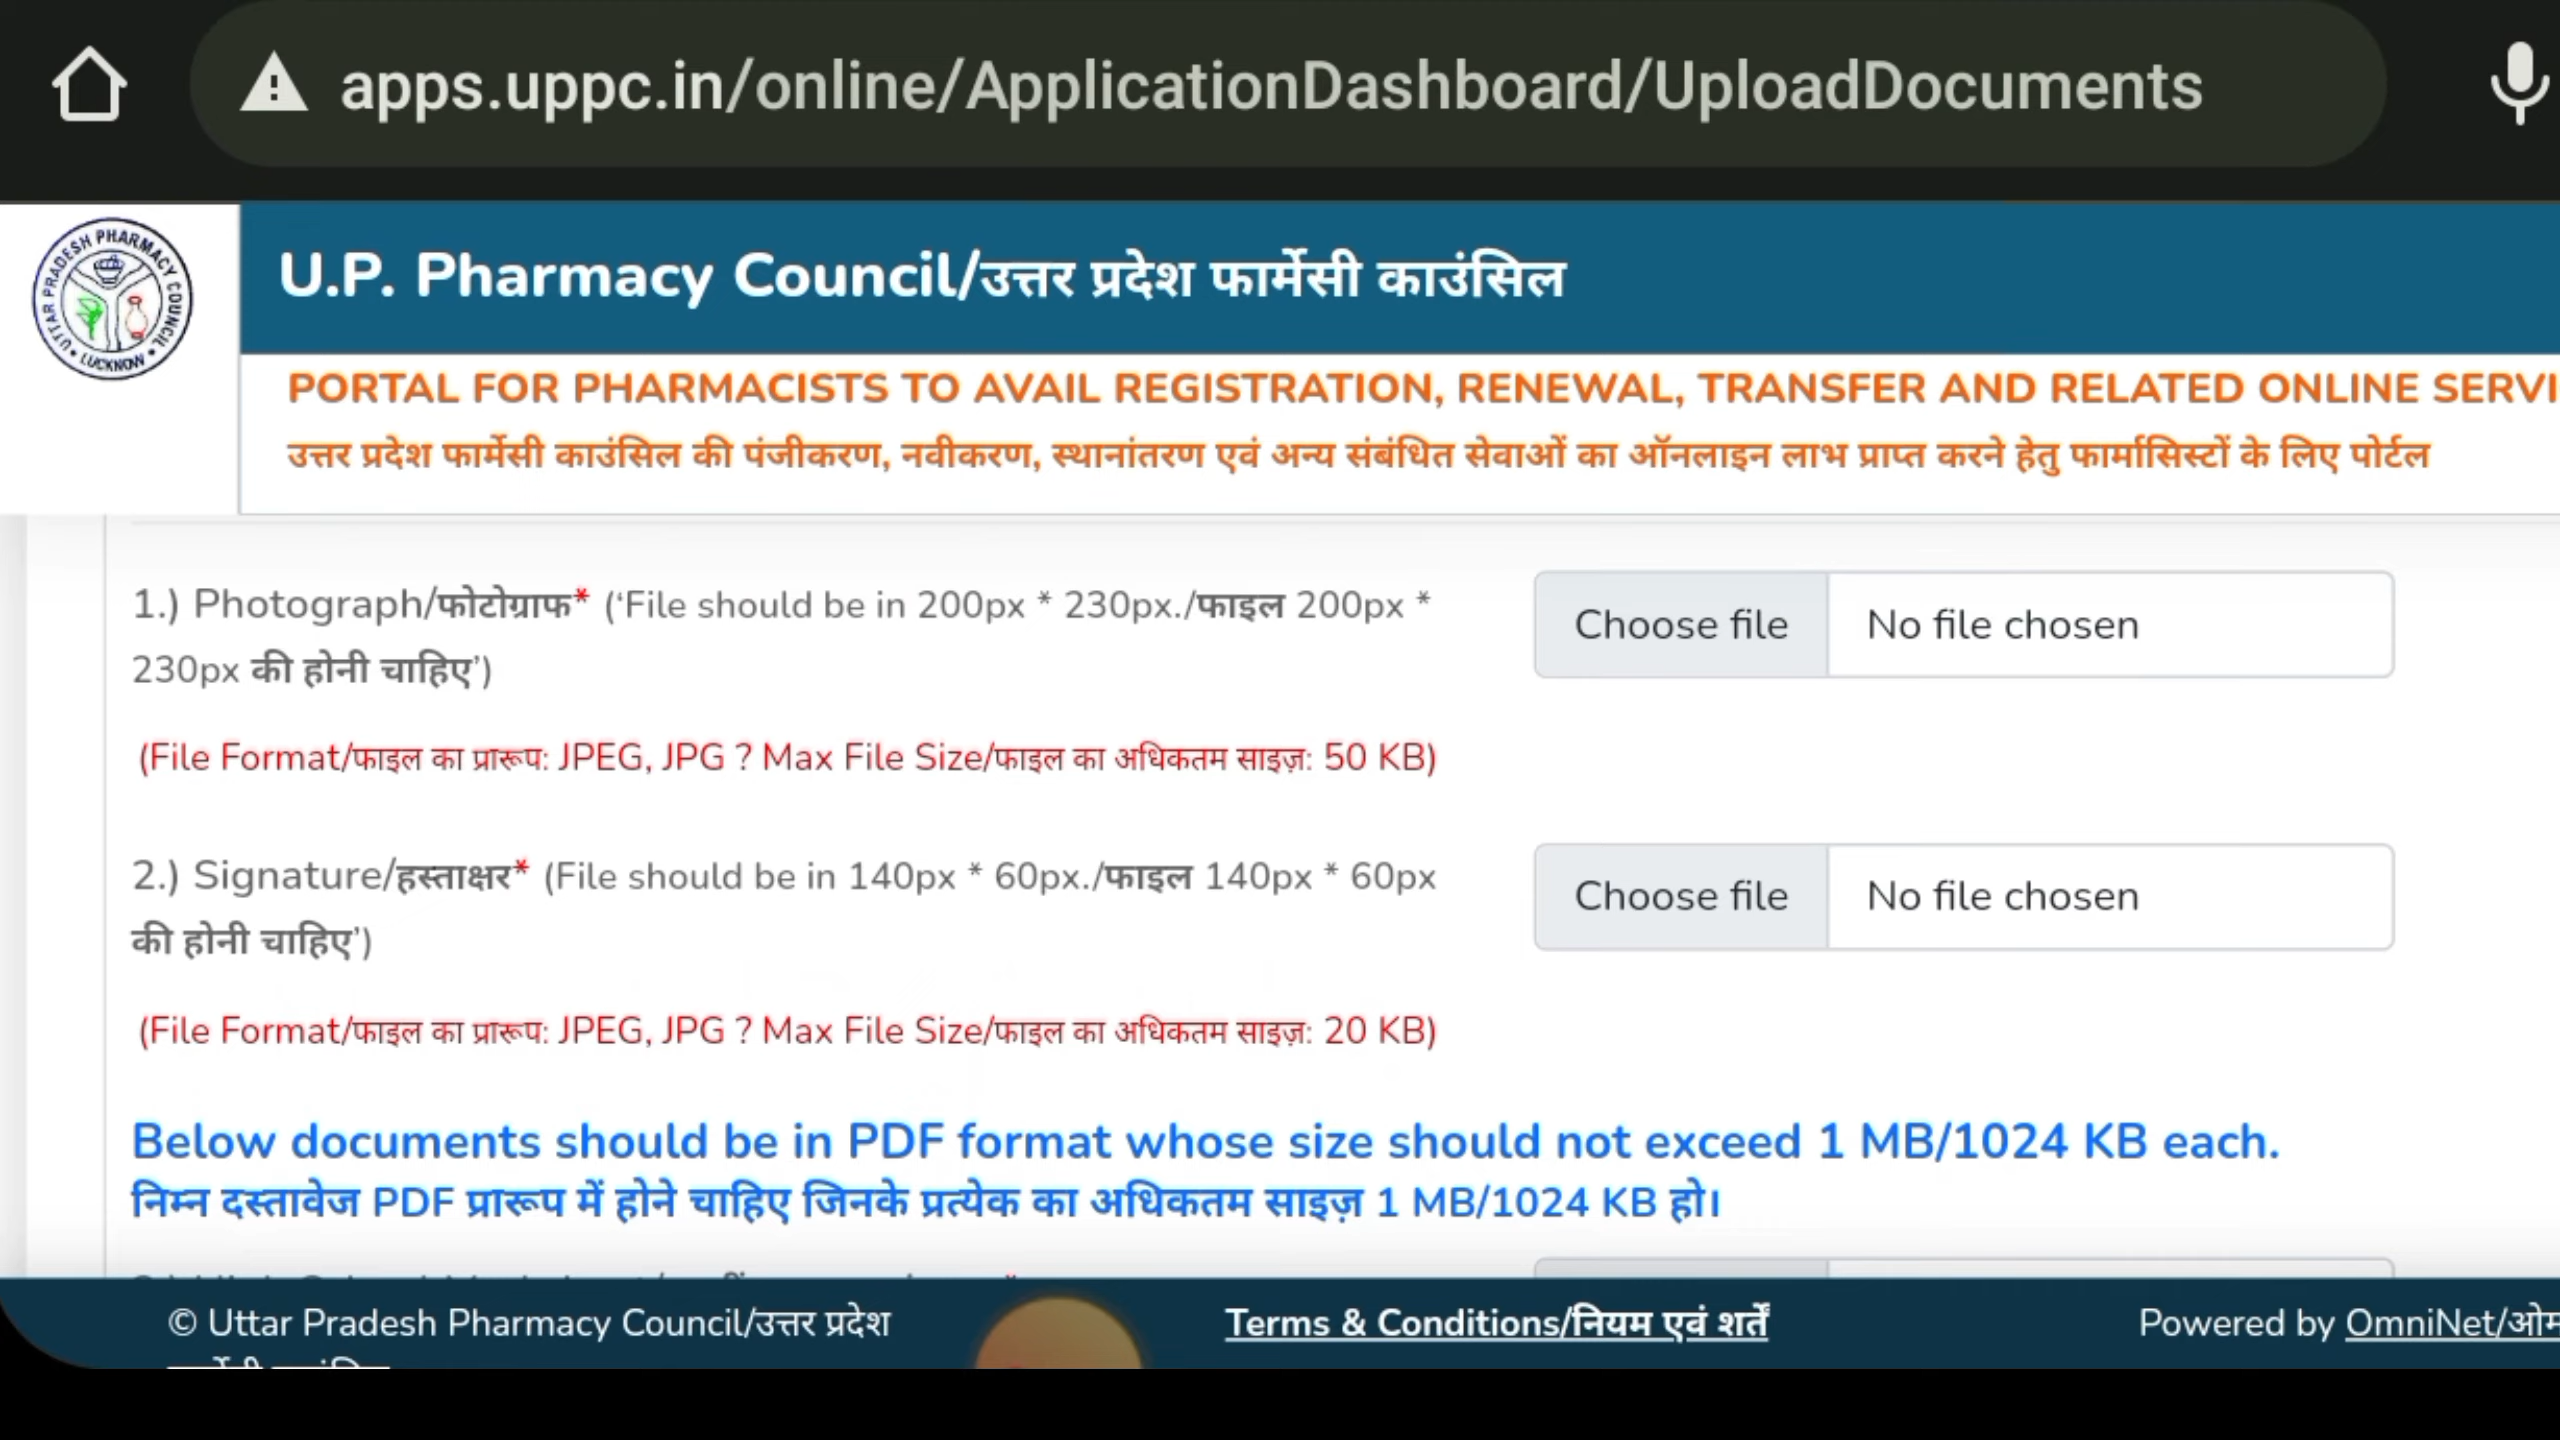 apps.uppc.in/online/ApplicationDashboard/UploadDocuments
UTTAR PRADESH PHARMACY COUNCIL
LUCKNOW
U.P. Pharmacy Council/उत्तर प्रदेश फार्मेसी काउंसिल
PORTAL FOR PHARMACISTS TO AVAIL REGISTRATION, RENEWAL, TRANSFER AND RELATED ONLINE SERVI
उत्तर प्रदेश फार्मेसी काउंसिल की पंजीकरण, नवीकरण, स्थानांतरण एवं अन्य संबंधित सेवाओं का ऑनलाइन लाभ प्राप्त करने हेतु फार्मासिस्टों के लिए पोर्टल
1.) Photograph/फोटोग्राफ* (‘File should be in 200px * 230px./फाइल 200px *
230px की होनी चाहिए’)
Choose file No file chosen
(File Format/फाइल का प्रारूप: JPEG, JPG ? Max File Size/फाइल का अधिकतम साइज़: 50 KB)
2.) Signature/हस्ताक्षर* (File should be in 140px * 60px./फाइल 140px * 60px
की होनी चाहिए’)
Choose file No file chosen
(File Format/फाइल का प्रारूप: JPEG, JPG ? Max File Size/फाइल का अधिकतम साइज़: 20 KB)
Below documents should be in PDF format whose size should not exceed 1 MB/1024 KB each.
निम्न दस्तावेज PDF प्रारूप में होने चाहिए जिनके प्रत्येक का अधिकतम साइज़ 1 MB/1024 KB हो।
© Uttar Pradesh Pharmacy Council/उत्तर प्रदेश
Terms & Conditions/नियम एवं शर्तें
Powered by OmniNet/ओम